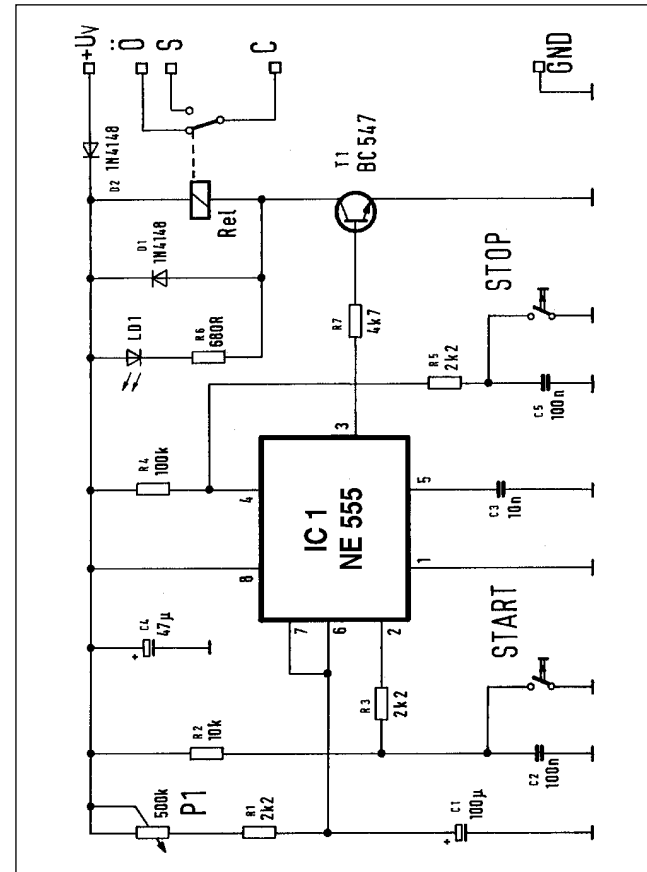 +Uv
Ö
S
C
GND
D2
1N4148
Rel
D1
1N4148
LD1
R6
680R
T1
BC 547
R7
4k7
STOP
R5
2k2
C5
100n
R4
100k
3
4
5
8
1
IC 1
NE 555
7
6
2
C3
10n
C4
47µ
+
START
R3
2k2
R2
10k
C2
100n
500k
P1
R1
2k2
C1
100µ
+